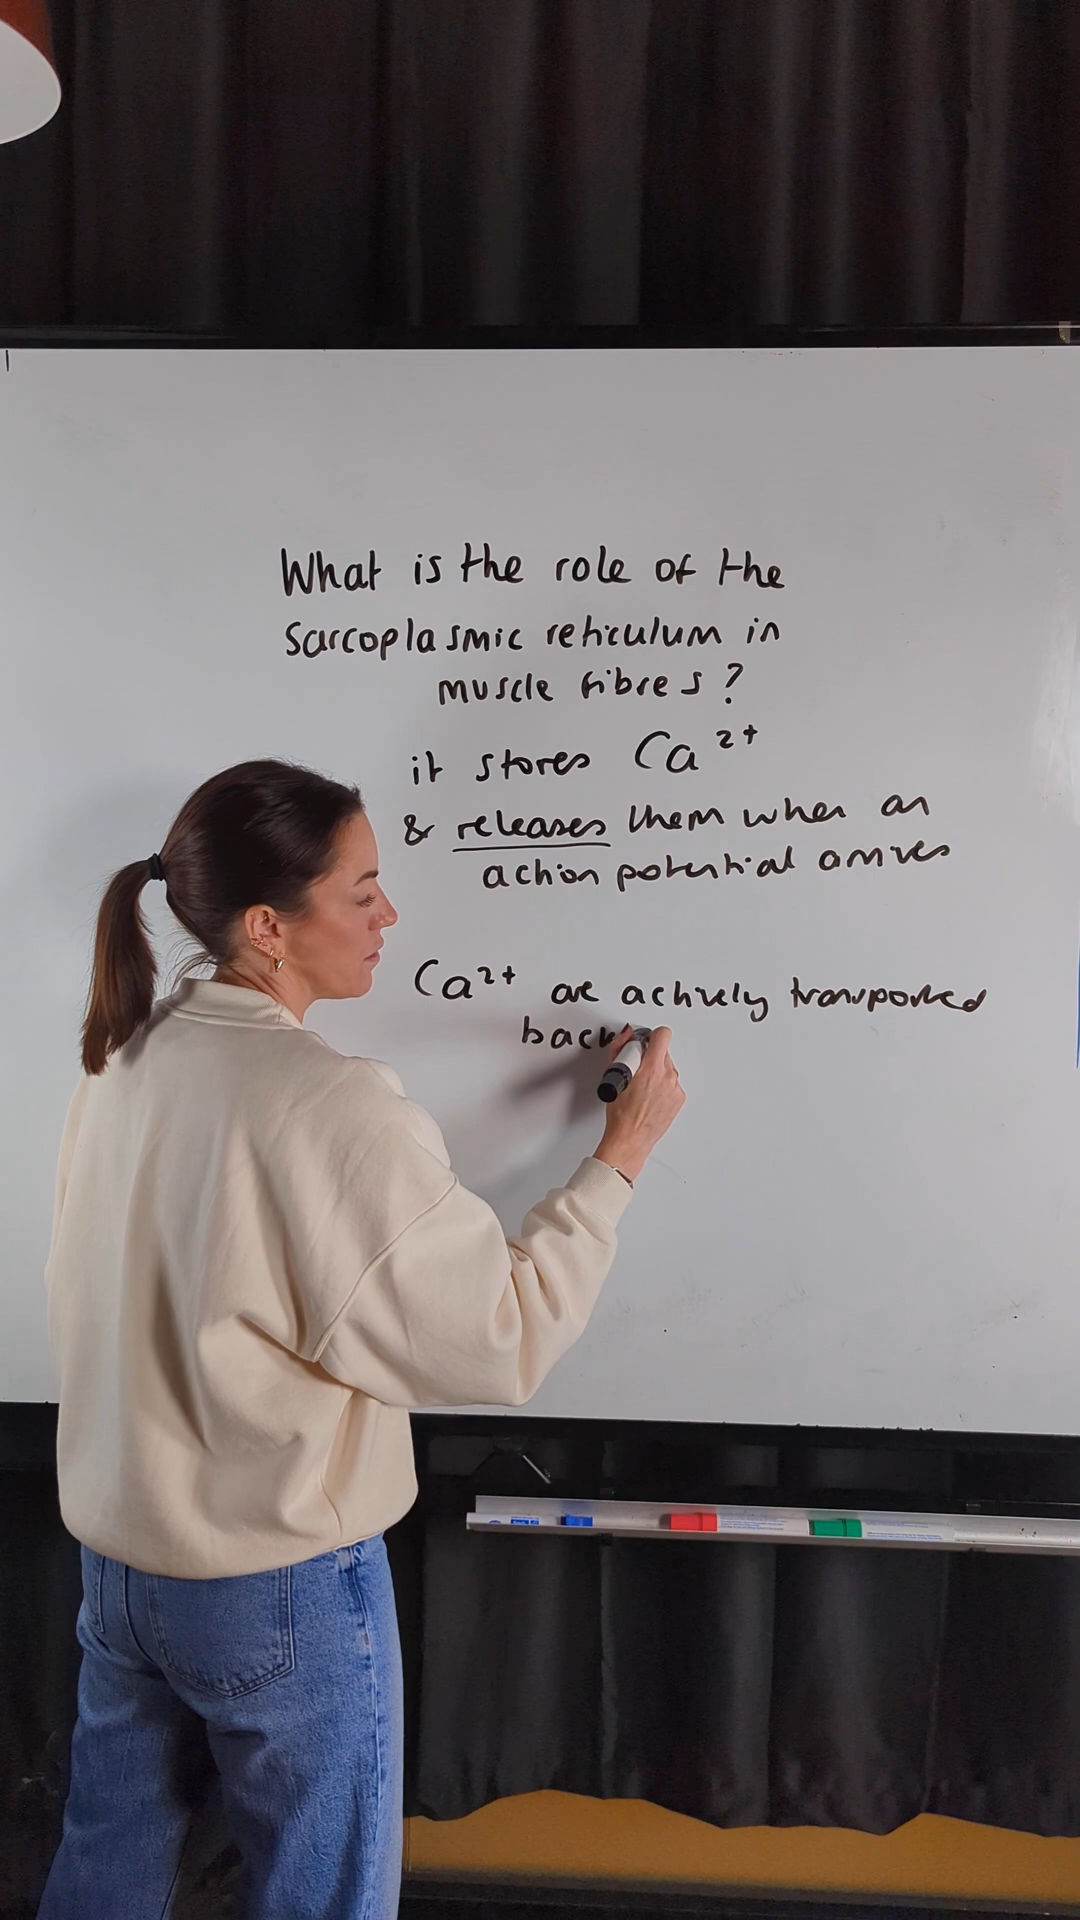 What is the role of the
sarcoplasmic reticulum in
muscle fibres?
it stores Ca²⁺
& releases them when an
action potential arrives
Ca²⁺ are actively transported
back